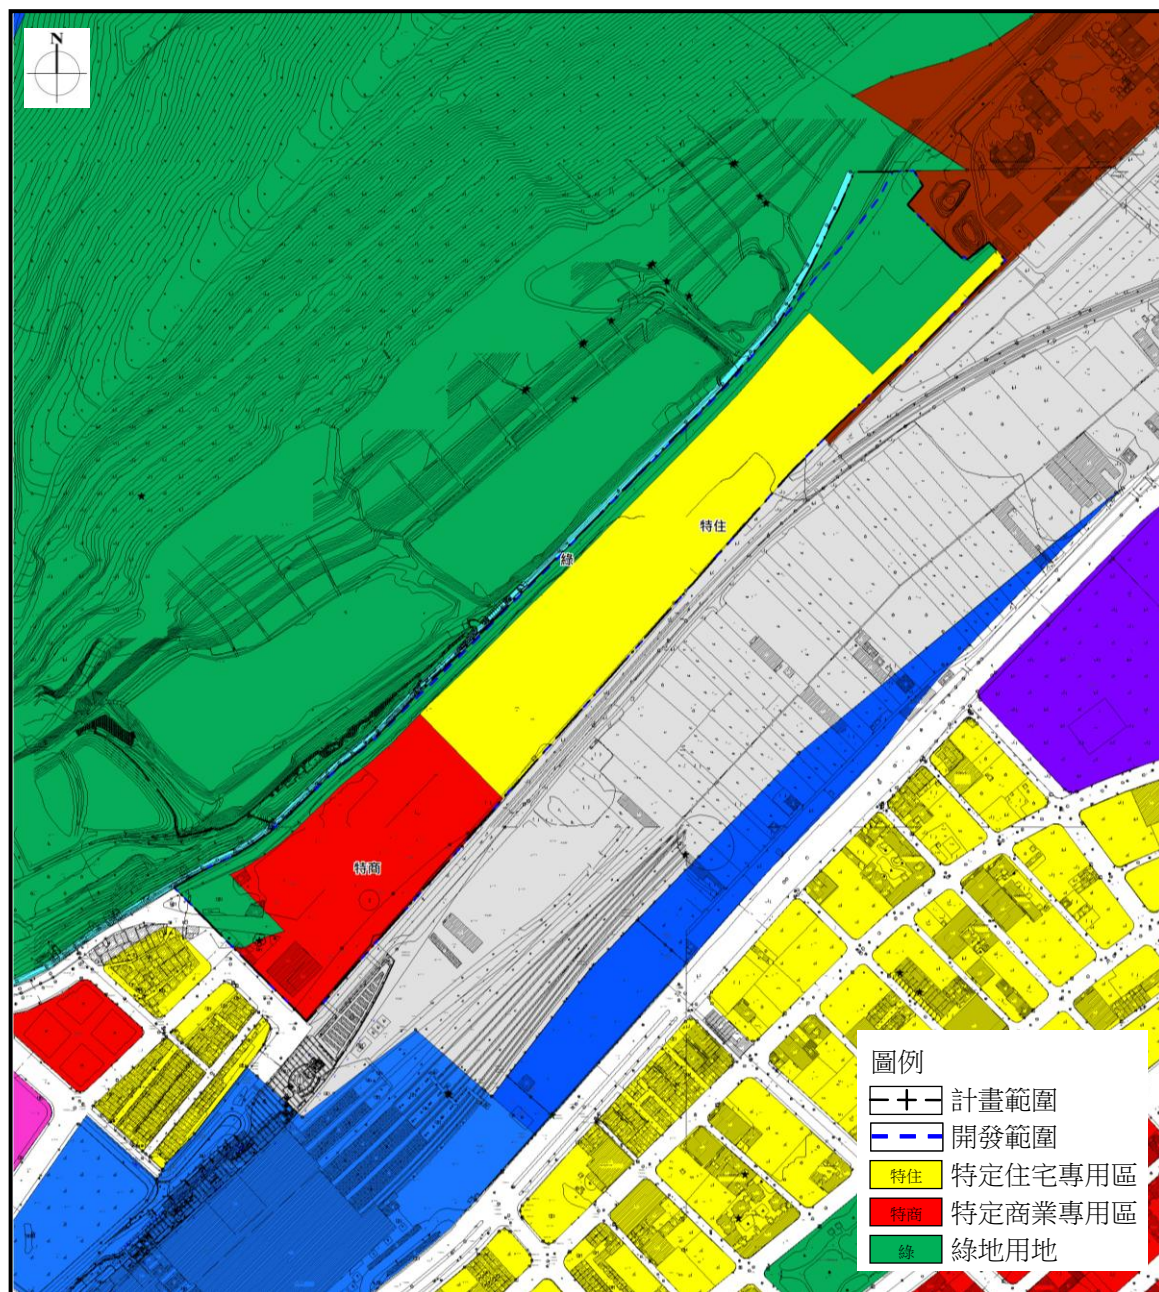 N
特住
綠
特商
圖例
計畫範圍
開發範圍
特住 特定住宅專用區
特商 特定商業專用區
綠 綠地用地